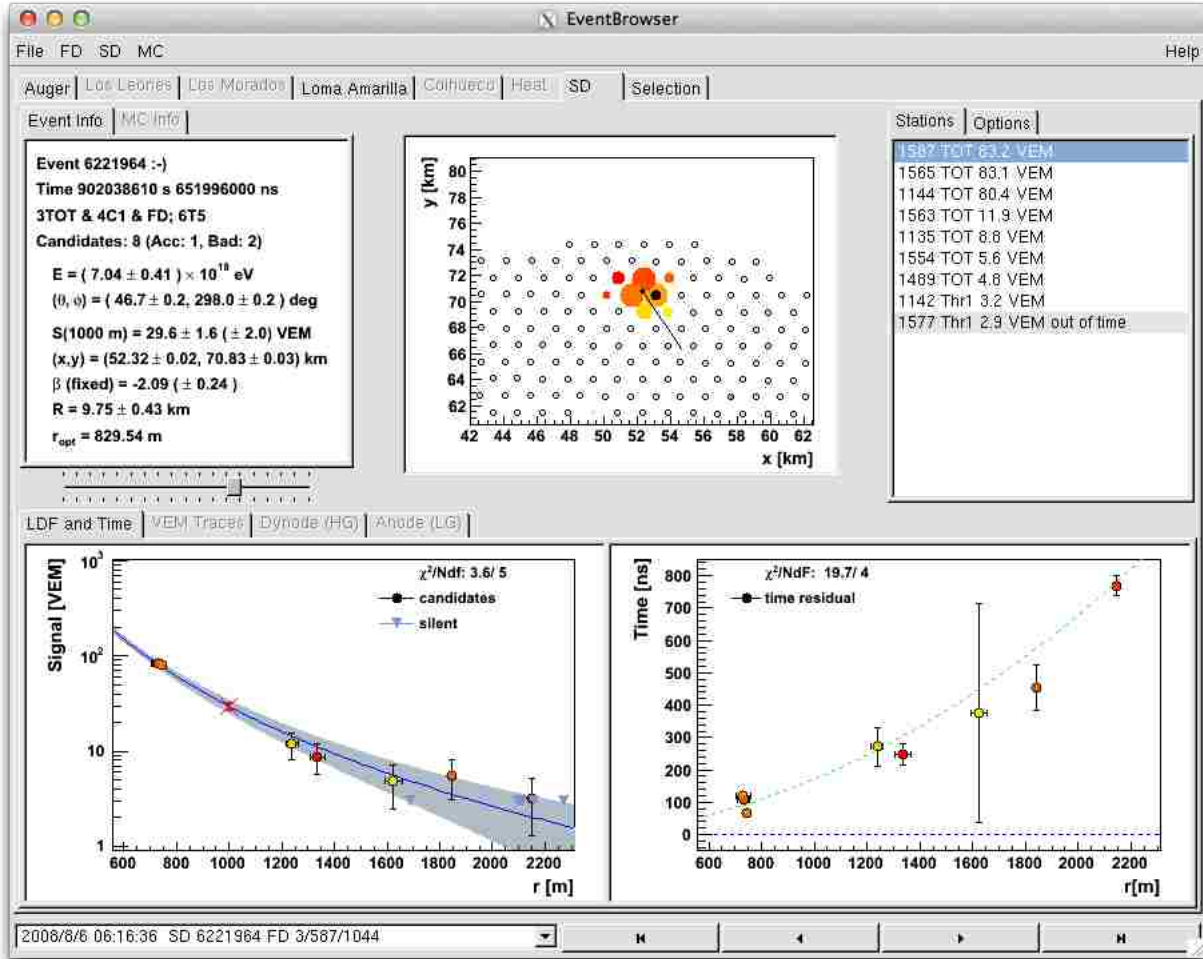 EventBrowser
File FD SD MC Help
Auger Los Leones Los Morados Loma Amarilla Coihueco Heat SD Selection
Event Info MC Info
Event 6221964 :-)
Time 902038610 s 651996000 ns
3TOT & 4C1 & FD; 6T5
Candidates: 8 (Acc: 1, Bad: 2)
E = ( 7.04 ± 0.41 ) × 10^18 eV
(θ, φ) = ( 46.7 ± 0.2, 298.0 ± 0.2 ) deg
S(1000 m) = 29.6 ± 1.6 ( ± 2.0) VEM
(x,y) = (52.32 ± 0.02, 70.83 ± 0.03) km
β (fixed) = -2.09 ( ± 0.24 )
R = 9.75 ± 0.43 km
r_opt = 829.54 m
y [km]
80
78
76
74
72
70
68
66
64
62
42 44 46 48 50 52 54 56 58 60 62
x [km]
Stations Options
1587 TOT 83.2 VEM
1565 TOT 83.1 VEM
1144 TOT 80.4 VEM
1563 TOT 11.9 VEM
1135 TOT 8.8 VEM
1554 TOT 5.6 VEM
1489 TOT 4.8 VEM
1142 Thr1 3.2 VEM
1577 Thr1 2.9 VEM out of time
LDF and Time VEM Traces Dynode (HG) Anode (LG)
Signal [VEM]
10^3
10^2
10
1
χ²/Ndf: 3.6/ 5
candidates
silent
600 800 1000 1200 1400 1600 1800 2000 2200
r [m]
Time [ns]
800
700
600
500
400
300
200
100
0
χ²/NdF: 19.7/ 4
time residual
600 800 1000 1200 1400 1600 1800 2000 2200
r[m]
2008/8/6 06:16:36 SD 6221964 FD 3/587/1044